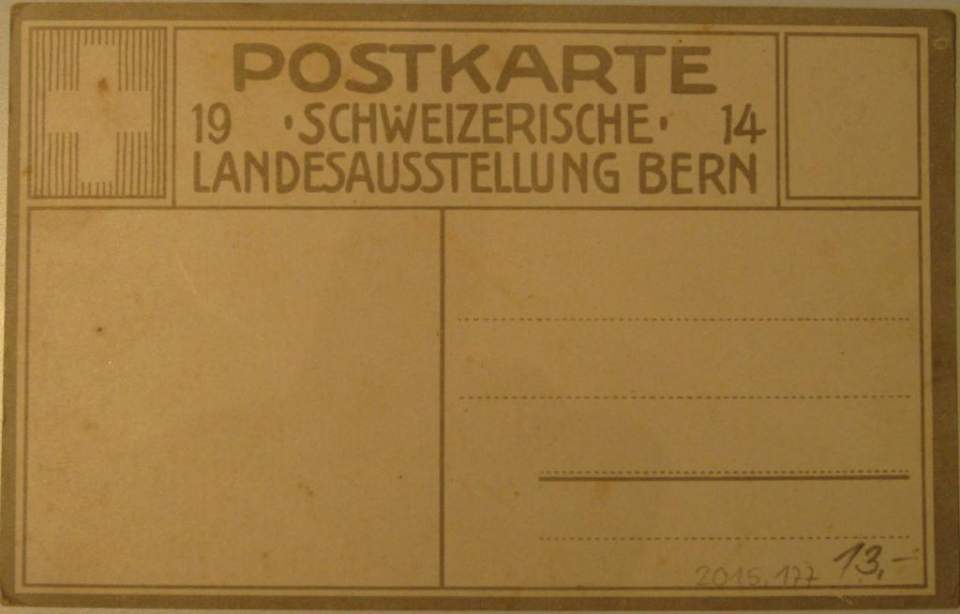 POSTKARTE
19 · SCHWEIZERISCHE · 14
LANDESAUSSTELLUNG BERN
2015.177
13,-